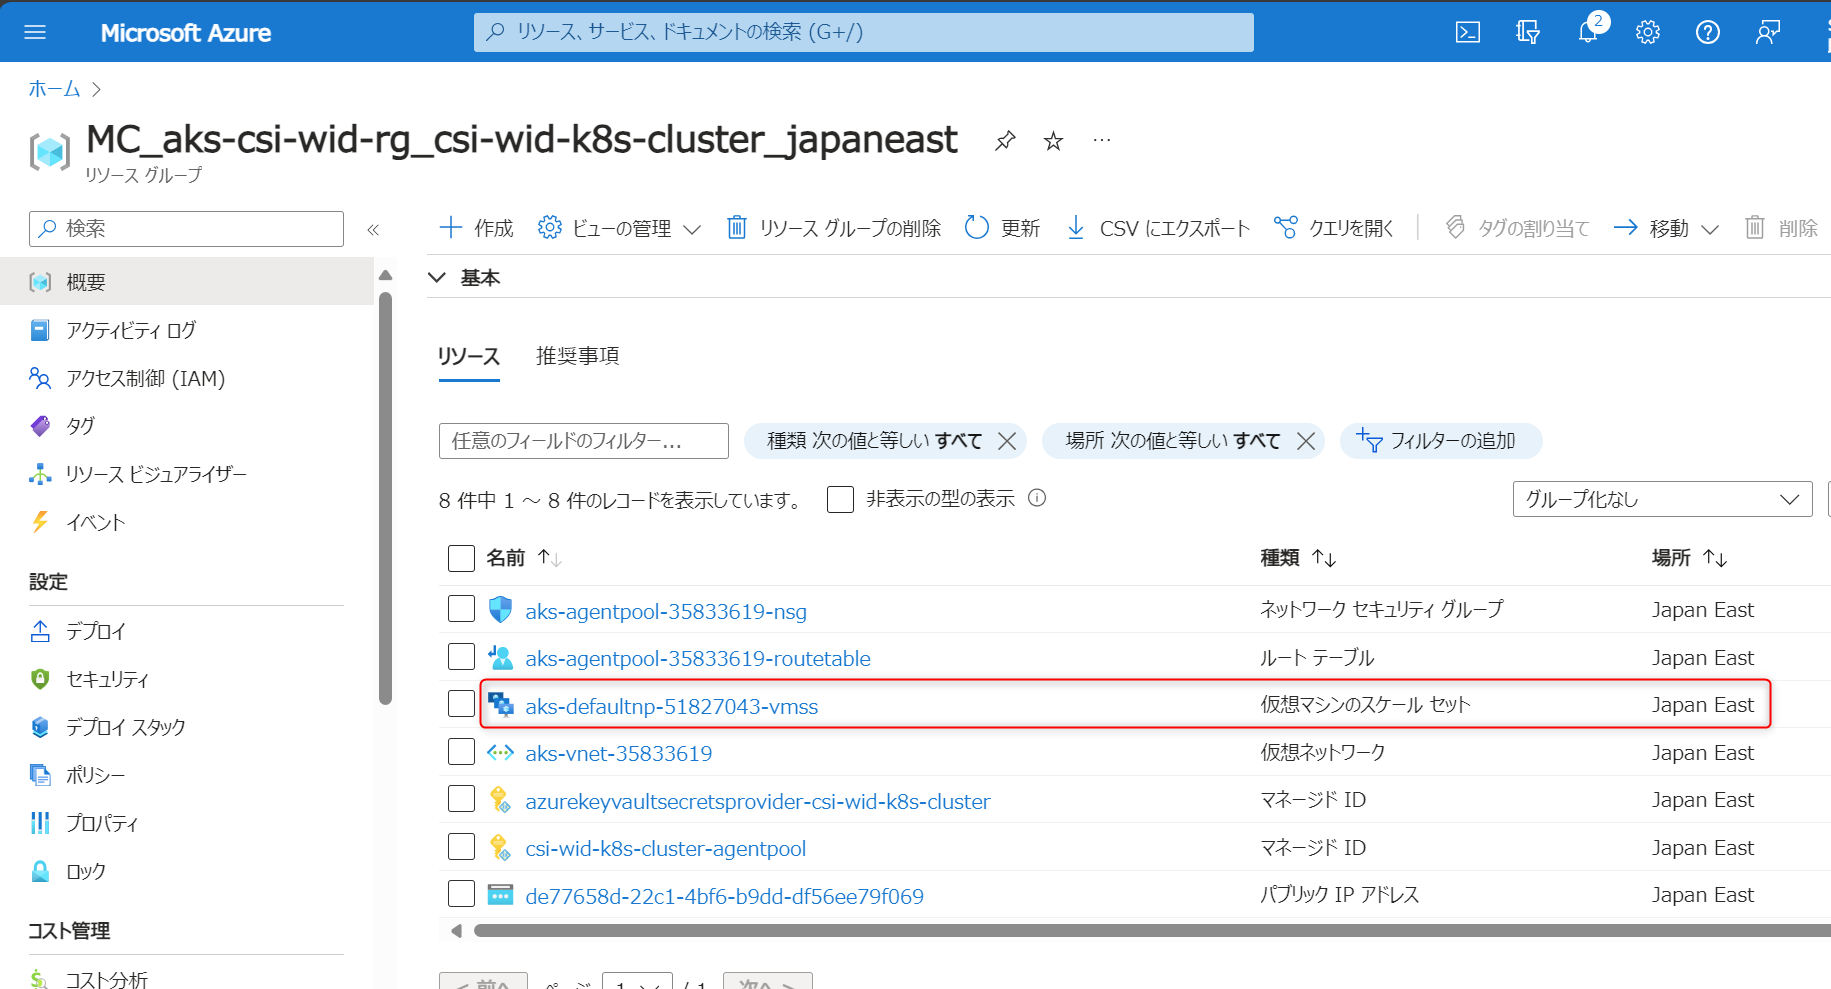 Microsoft Azure
リソース、サービス、ドキュメントの検索 (G+/)
2
ホーム
MC_aks-csi-wid-rg_csi-wid-k8s-cluster_japaneast
リソース グループ
検索
概要
アクティビティ ログ
アクセス制御 (IAM)
タグ
リソース ビジュアライザー
イベント
設定
デプロイ
セキュリティ
デプロイ スタック
ポリシー
プロパティ
ロック
コスト管理
コスト分析
作成 ビューの管理 リソース グループの削除 更新 CSV にエクスポート クエリを開く タグの割り当て 移動 削除
基本
リソース 推奨事項
任意のフィールドのフィルター... 種類 次の値と等しい すべて 場所 次の値と等しい すべて フィルターの追加
8 件中 1 ～ 8 件のレコードを表示しています。 非表示の型の表示 グループ化なし
名前 種類 場所
aks-agentpool-35833619-nsg ネットワーク セキュリティ グループ Japan East
aks-agentpool-35833619-routetable ルート テーブル Japan East
aks-defaultnp-51827043-vmss 仮想マシンのスケール セット Japan East
aks-vnet-35833619 仮想ネットワーク Japan East
azurekeyvaultsecretsprovider-csi-wid-k8s-cluster マネージド ID Japan East
csi-wid-k8s-cluster-agentpool マネージド ID Japan East
de77658d-22c1-4bf6-b9dd-df56ee79f069 パブリック IP アドレス Japan East
< 前へ ページ 1 / 1 次へ >